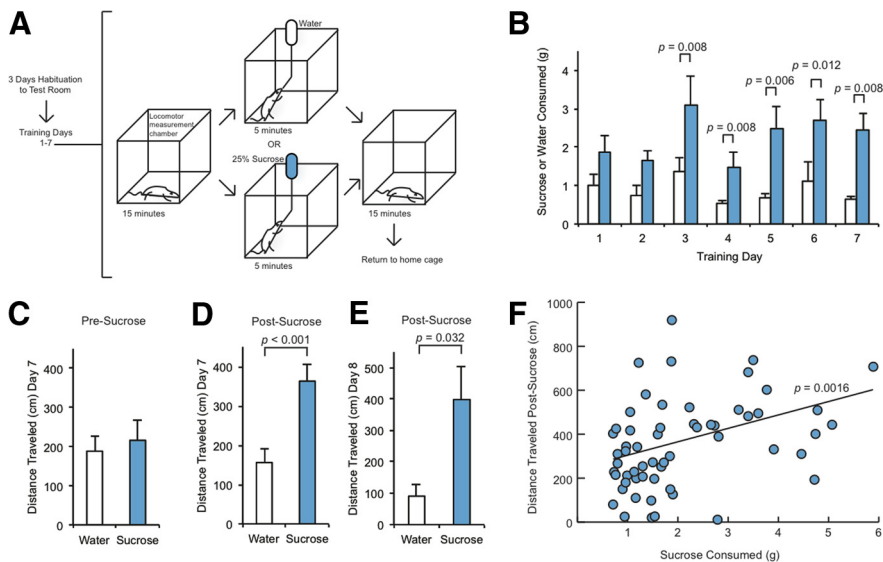 A
3 Days Habituation
to Test Room
Training Days
1-7
Locomotor
measurement
chamber
15 minutes
Water
5 minutes
OR
25% Sucrose
5 minutes
15 minutes
Return to home cage
B
Sucrose or Water Consumed (g)
4
3
2
1
0
p = 0.008
p = 0.008
p = 0.006
p = 0.012
p = 0.008
1 2 3 4 5 6 7
Training Day
C
Pre-Sucrose
Distance Traveled (cm) Day 7
400
300
200
100
0
Water Sucrose
D
Post-Sucrose
p < 0.001
Distance Traveled (cm) Day 7
400
300
200
100
0
Water Sucrose
E
Post-Sucrose
p = 0.032
Distance Traveled (cm) Day 8
500
400
300
200
100
0
Water Sucrose
F
Distance Traveled Post-Sucrose (cm)
1000
800
600
400
200
0
p = 0.0016
1 2 3 4 5 6
Sucrose Consumed (g)